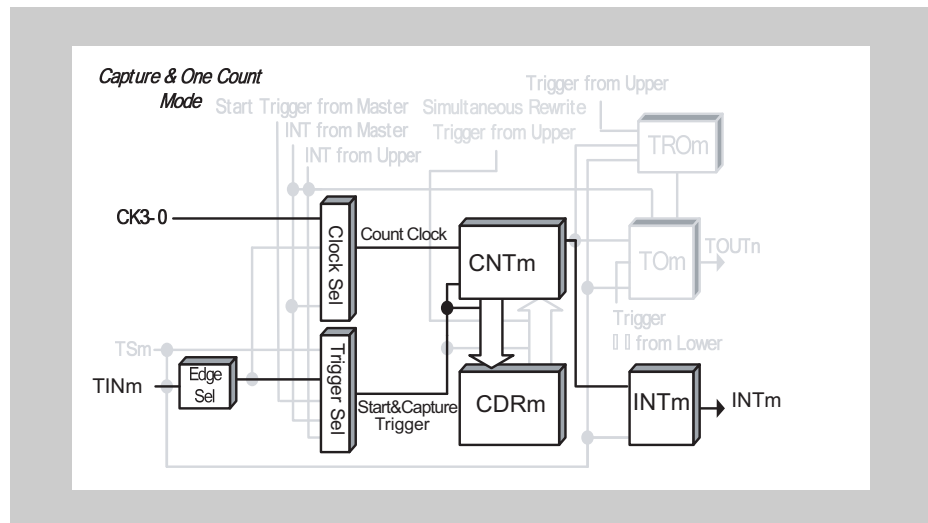 Capture & One Count
Mode
Trigger from Upper
Start Trigger from Master
Simultaneous Rewrite
INT from Master
Trigger from Upper
INT from Upper
TROm
CK3-0
Clock Sel
Count Clock
CNTm
TOm
TOUTn
Trigger
from Lower
TSm
TINm
Edge
Sel
Trigger Sel
Start&Capture
Trigger
CDRm
INTm
INTm